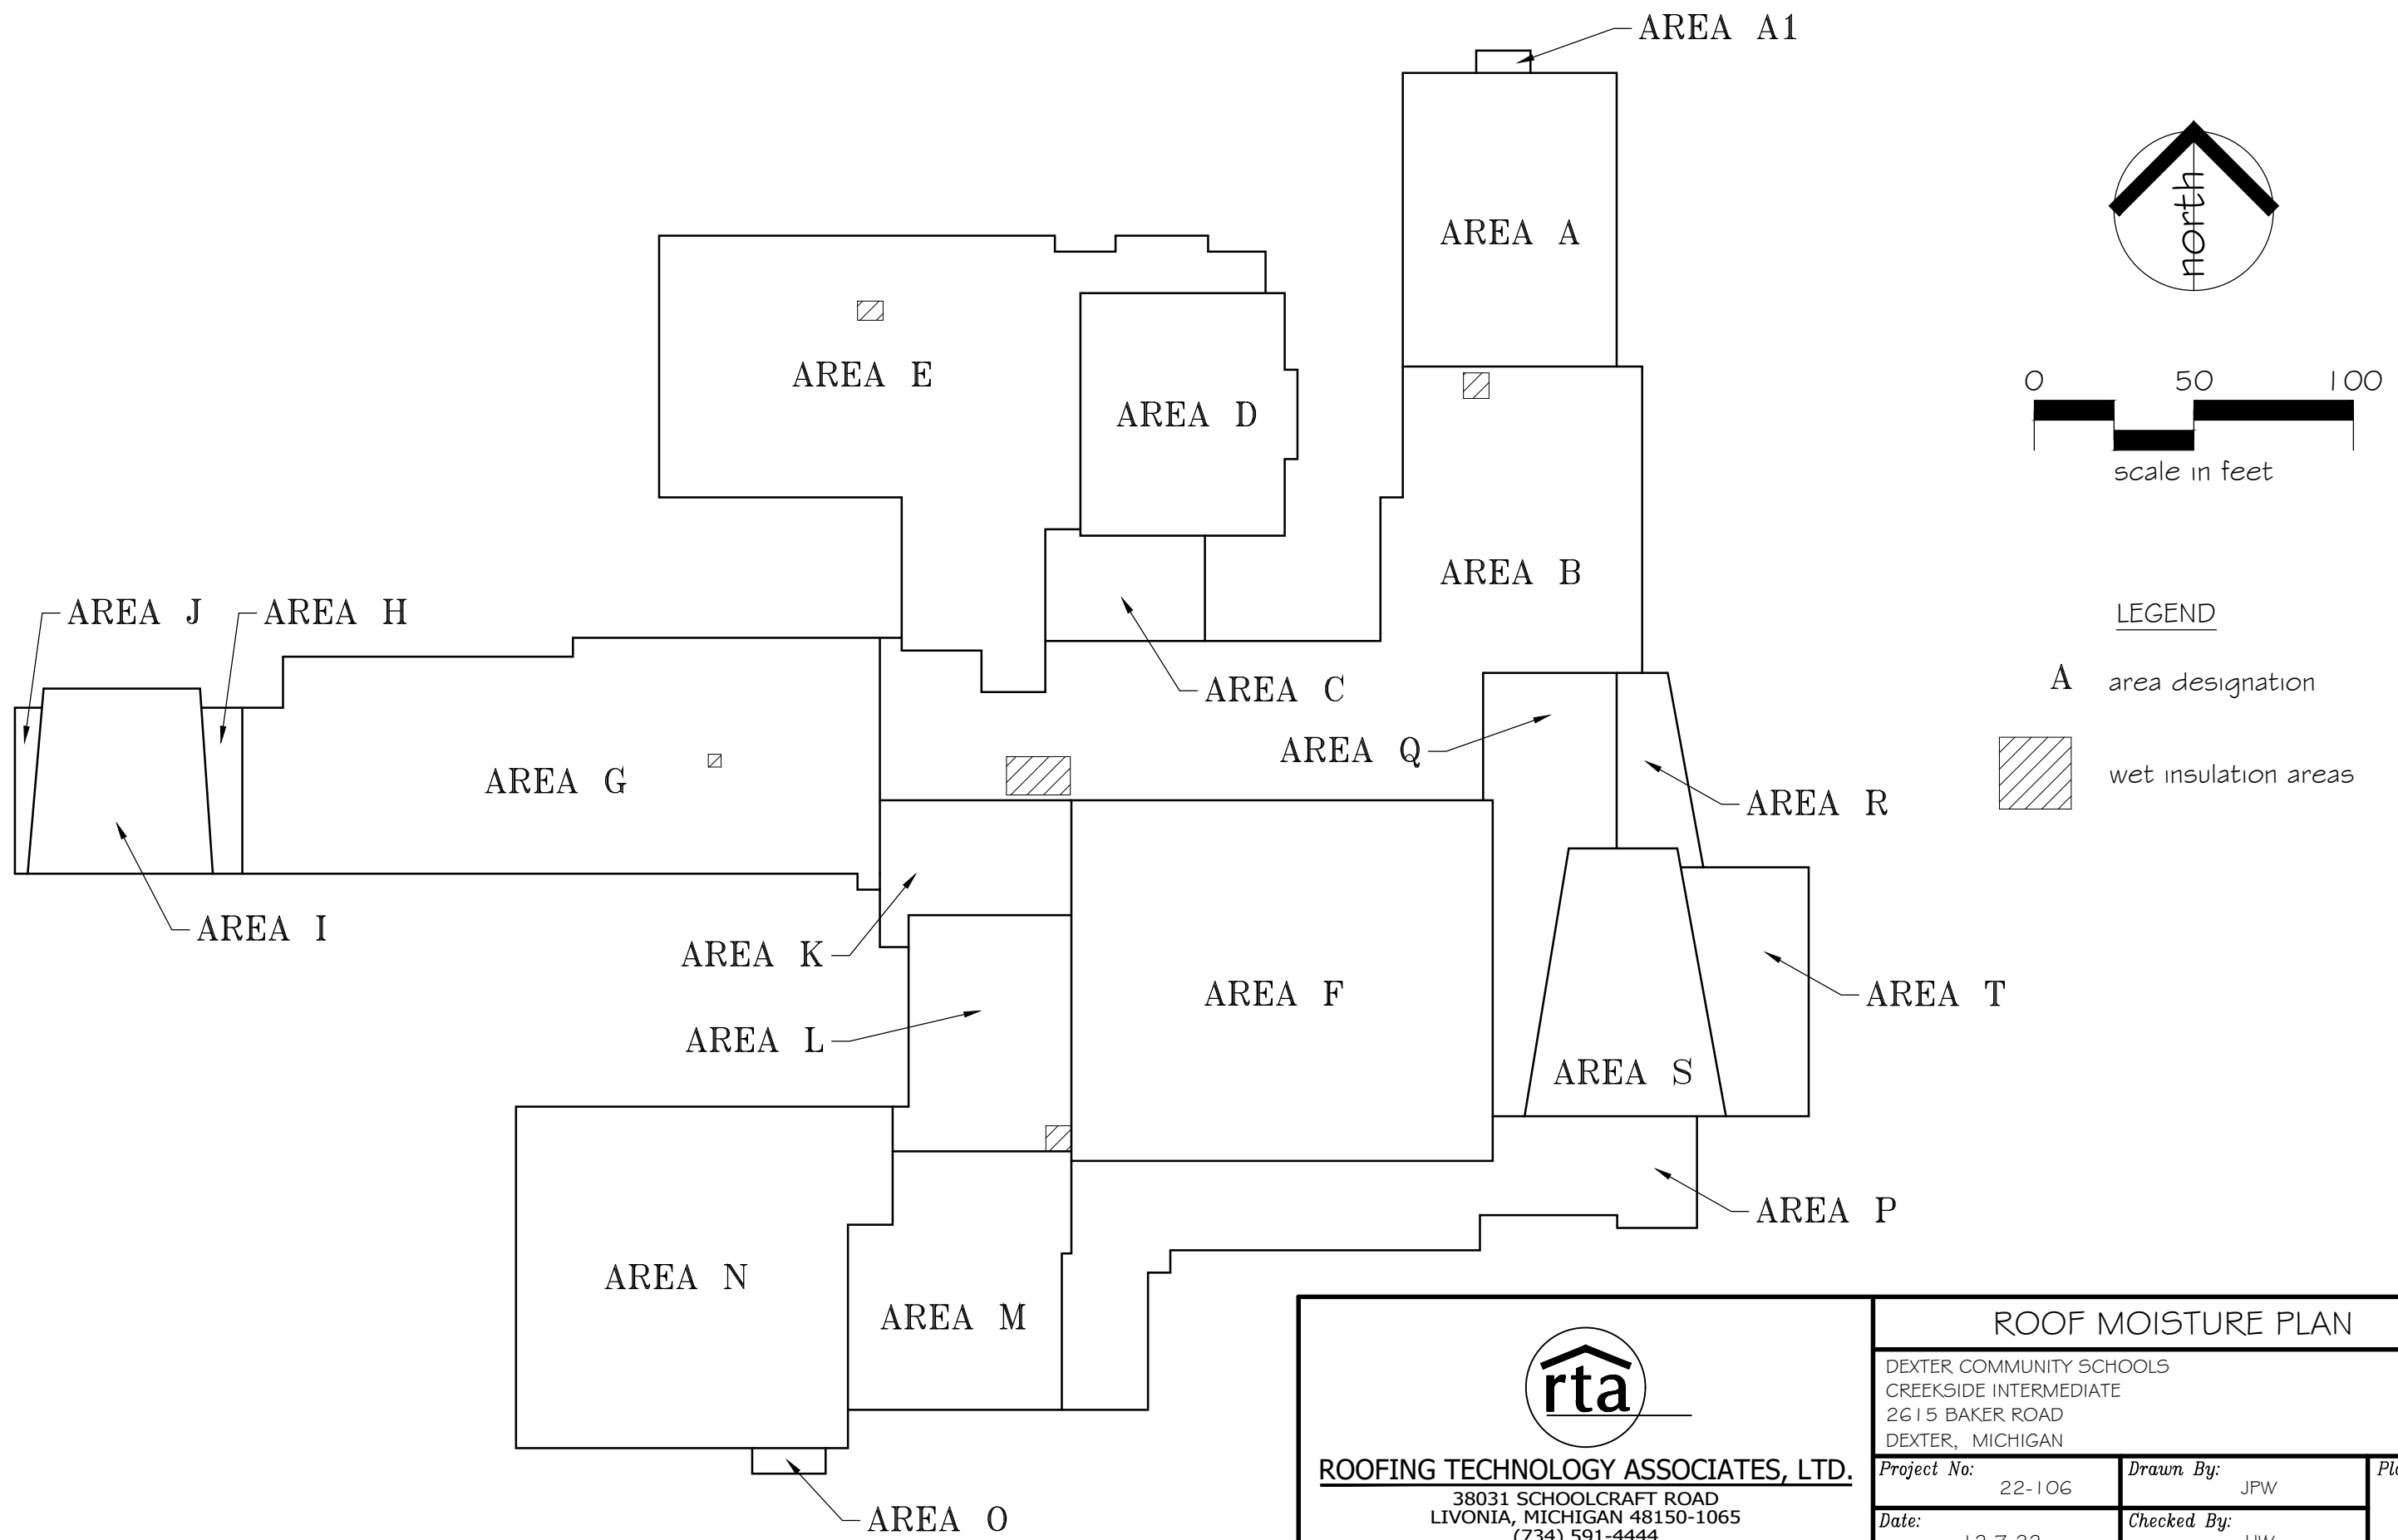 AREA A1
AREA A
north
AREA E
AREA D
0 50 100
scale in feet
AREA B
AREA J
AREA H
LEGEND
A area designation
AREA C
AREA Q
AREA G
wet insulation areas
AREA R
AREA I
AREA K
AREA F
AREA T
AREA L
AREA S
AREA P
AREA N
AREA M
AREA O
rta
ROOFING TECHNOLOGY ASSOCIATES, LTD.
38031 SCHOOLCRAFT ROAD
LIVONIA, MICHIGAN 48150-1065
(734) 591-4444
ROOF MOISTURE PLAN
DEXTER COMMUNITY SCHOOLS
CREEKSIDE INTERMEDIATE
2615 BAKER ROAD
DEXTER, MICHIGAN
Project No: 22-106
Drawn By: JPW
Date:
Checked By: